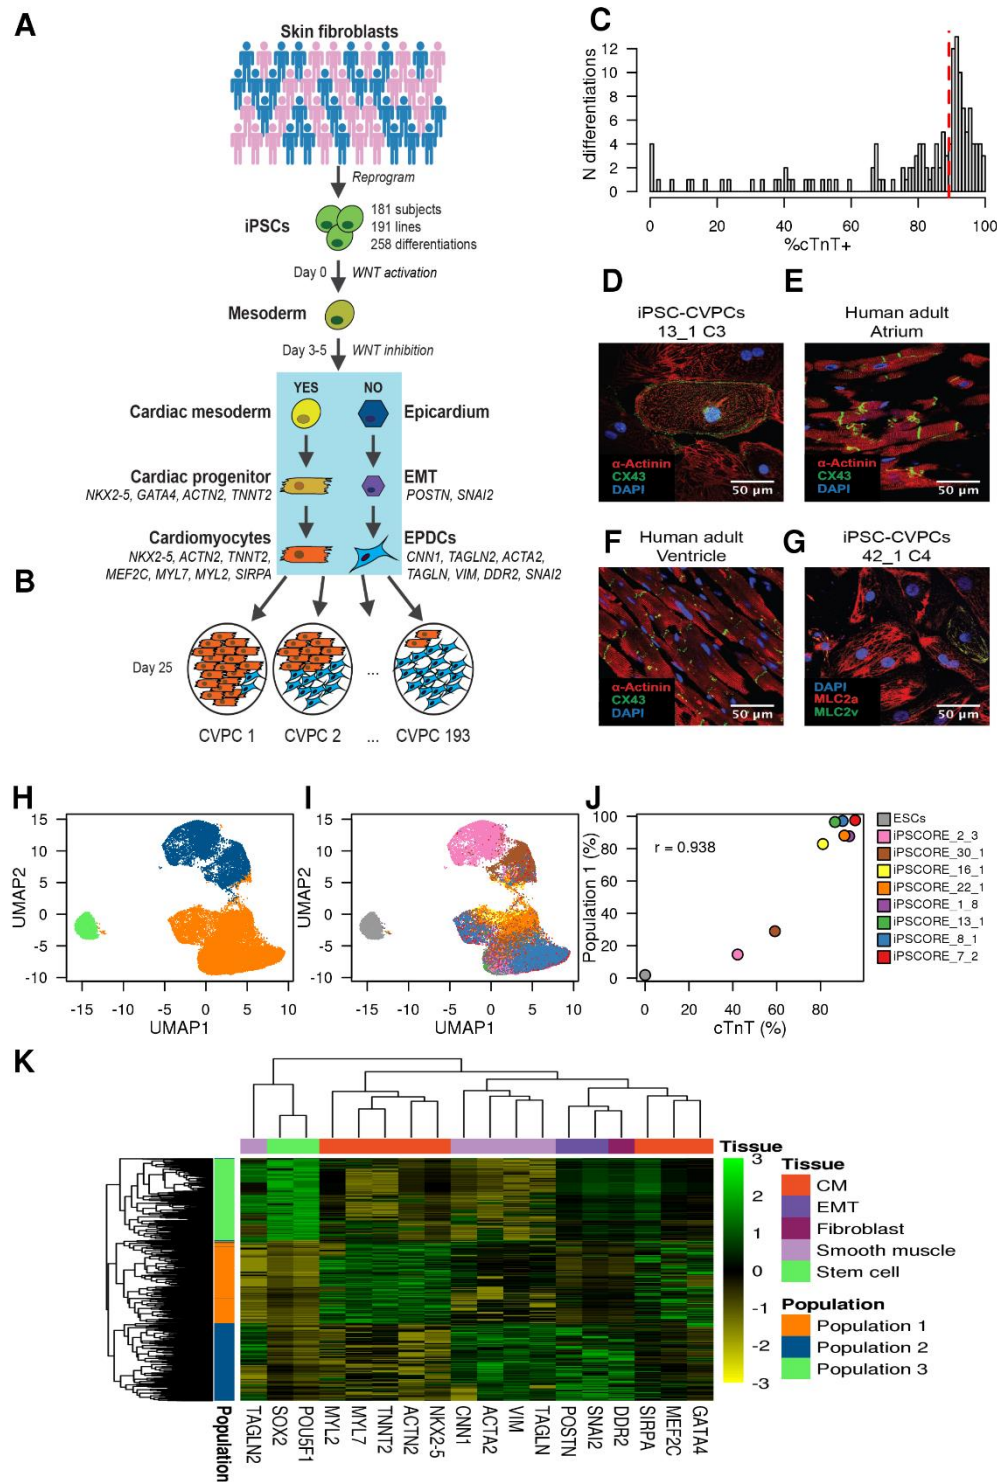 A
Skin fibroblasts
Reprogram
iPSCs
181 subjects
191 lines
258 differentiations
Day 0
WNT activation
Mesoderm
Day 3-5
WNT inhibition
YES
NO
Cardiac mesoderm
Epicardium
Cardiac progenitor
NKX2-5, GATA4, ACTN2, TNNT2
EMT
POSTN, SNAI2
Cardiomyocytes
NKX2-5, ACTN2, TNNT2,
MEF2C, MYL7, MYL2, SIRPA
EPDCs
CNN1, TAGLN2, ACTA2,
TAGLN, VIM, DDR2, SNAI2
B
Day 25
...
CVPC 1
CVPC 2
...
CVPC 193
C
N differentiations
12
10
8
6
4
2
0
0 20 40 60 80 100
%cTnT+
D
iPSC-CVPCs
13_1 C3
α-Actinin
CX43
DAPI
50 µm
E
Human adult
Atrium
α-Actinin
CX43
DAPI
50 µm
F
Human adult
Ventricle
α-Actinin
CX43
DAPI
50 µm
G
iPSC-CVPCs
42_1 C4
DAPI
MLC2a
MLC2v
50 µm
H
UMAP2
15
10
5
0
-5
-10
-15 -10 -5 0 5 10
UMAP1
I
15
10
5
0
-5
-10
-15 -10 -5 0 5 10
UMAP1
J
Population 1 (%)
100
80
60
40
20
0
r = 0.938
0 20 40 60 80
cTnT (%)
ESCs
iPSCORE_2_3
iPSCORE_30_1
iPSCORE_16_1
iPSCORE_22_1
iPSCORE_1_8
iPSCORE_13_1
iPSCORE_8_1
iPSCORE_7_2
K
Tissue
3
2
1
0
-1
-2
-3
Tissue
CM
EMT
Fibroblast
Smooth muscle
Stem cell
Population
Population 1
Population 2
Population 3
Population
TAGLN2
SOX2
POU5F1
MYL2
MYL7
TNNT2
ACTN2
NKX2-5
CNN1
ACTA2
VIM
TAGLN
POSTN
SNAI2
DDR2
SIRPA
MEF2C
GATA4